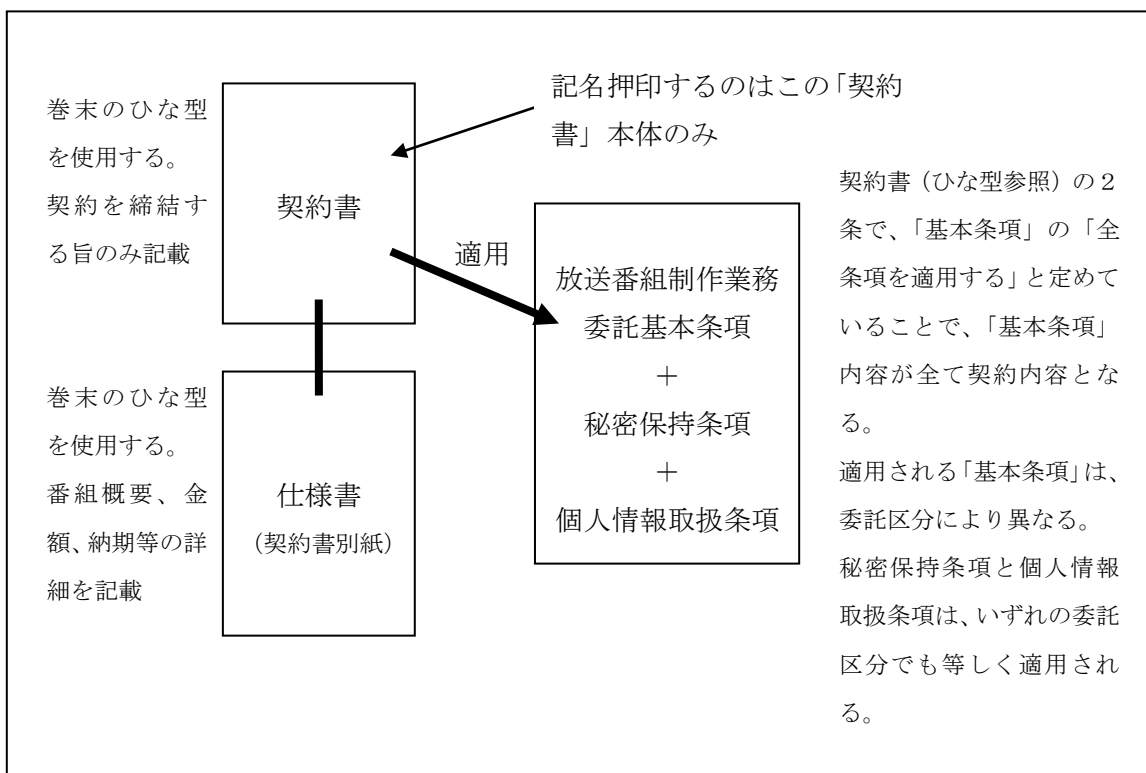 巻末のひな型
を使用する。
契約を締結す
る旨のみ記載
契約書
記名押印するのはこの「契約
書」本体のみ
適用
巻末のひな型
を使用する。
番組概要、金
額、納期等の詳
細を記載
仕様書
（契約書別紙）
放送番組制作業務
委託基本条項
＋
秘密保持条項
＋
個人情報取扱条項
契約書（ひな型参照）の２
条で、「基本条項」の「全
条項を適用する」と定めて
いることで、「基本条項」
内容が全て契約内容とな
る。
適用される「基本条項」は、
委託区分により異なる。
秘密保持条項と個人情報
取扱条項は、いずれの委託
区分でも等しく適用され
る。